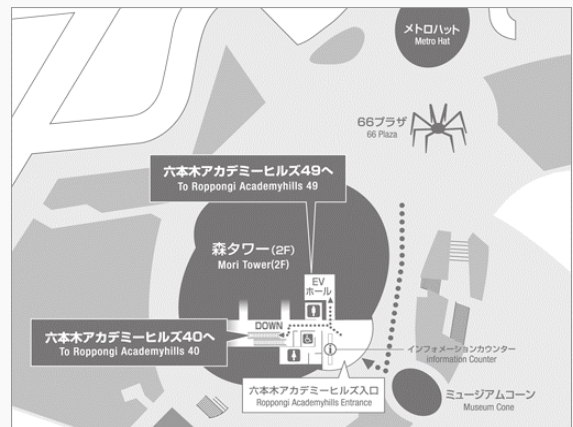 メトロハット
Metro Hat
66プラザ
66 Plaza
六本木アカデミーヒルズ49へ
To Roppongi Academyhills 49
森タワー(2F)
Mori Tower(2F)
EV
ホール
DOWN
六本木アカデミーヒルズ40へ
To Roppongi Academyhills 40
インフォメーションカウンター
information Counter
六本木アカデミーヒルズ入口
Roppongi Academyhills Entrance
ミュージアムコーン
Museum Cone